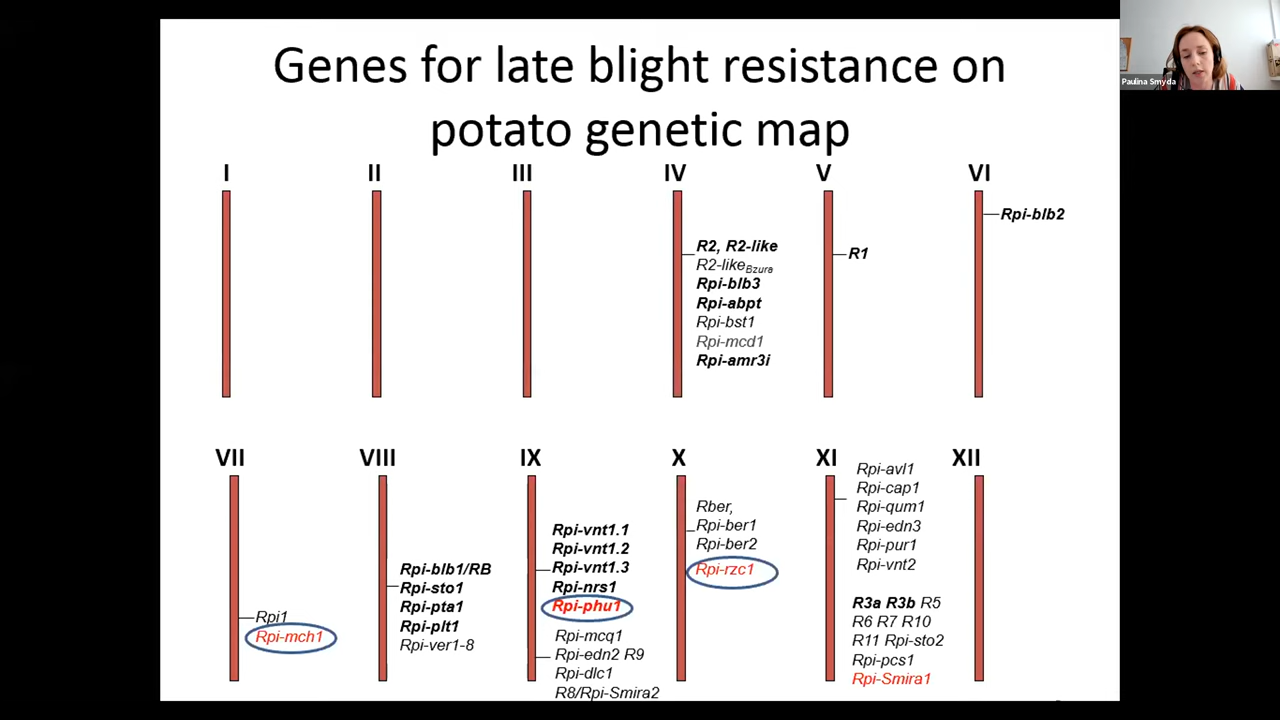 Genes for late blight resistance on
potato genetic map
Paulina Smyda
I
II
III
IV
V
VI
R2, R2-like
R2-likeBzura
Rpi-blb3
Rpi-abpt
Rpi-bst1
Rpi-mcd1
Rpi-amr3i
R1
Rpi-blb2
VII
VIII
IX
X
XI
XII
Rpi1
Rpi-mch1
Rpi-blb1/RB
Rpi-sto1
Rpi-pta1
Rpi-plt1
Rpi-ver1-8
Rpi-vnt1.1
Rpi-vnt1.2
Rpi-vnt1.3
Rpi-nrs1
Rpi-phu1
Rpi-mcq1
Rpi-edn2 R9
Rpi-dlc1
R8/Rpi-Smira2
Rber,
Rpi-ber1
Rpi-ber2
Rpi-rzc1
Rpi-avl1
Rpi-cap1
Rpi-qum1
Rpi-edn3
Rpi-pur1
Rpi-vnt2
R3a R3b R5
R6 R7 R10
R11 Rpi-sto2
Rpi-pcs1
Rpi-Smira1